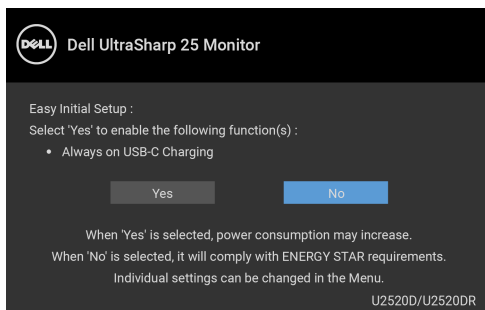 DELL Dell UltraSharp 25 Monitor
Easy Initial Setup :
Select 'Yes' to enable the following function(s) :
• Always on USB-C Charging
Yes No
When 'Yes' is selected, power consumption may increase.
When 'No' is selected, it will comply with ENERGY STAR requirements.
Individual settings can be changed in the Menu.
U2520D/U2520DR